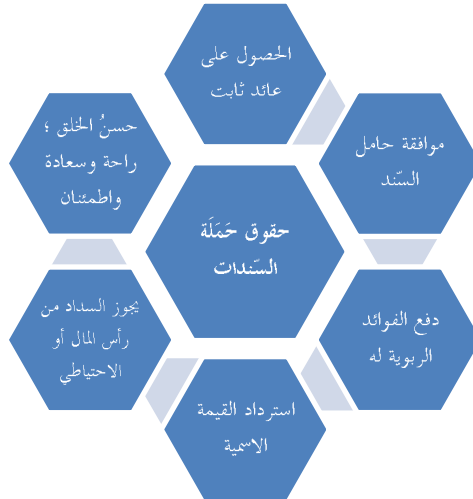 الحصول على
عائد ثابت
موافقة حامل
السّند
دفع الفوائد
الربوية له
استرداد القيمة
الاسمية
يجوز السداد من
رأس المال أو
الاحتياطي
حسنُ الخلق ؛
راحة وسعادة
واطمئنان
حقوق حَمَلَة
السّندات